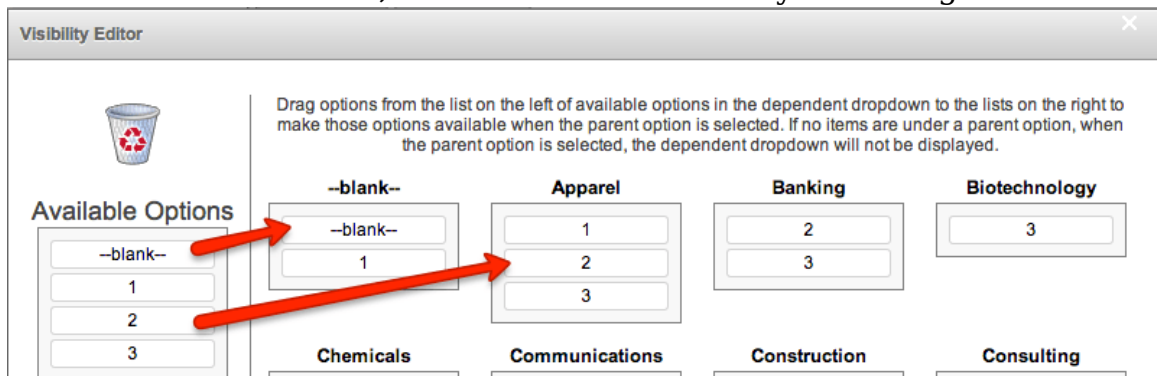 Visibility Editor
Drag options from the list on the left of available options in the dependent dropdown to the lists on the right to
make those options available when the parent option is selected. If no items are under a parent option, when
the parent option is selected, the dependent dropdown will not be displayed.
Available Options
--blank--
1
2
3
--blank--
--blank--
1
Apparel
1
2
3
Banking
2
3
Biotechnology
3
Chemicals
Communications
Construction
Consulting